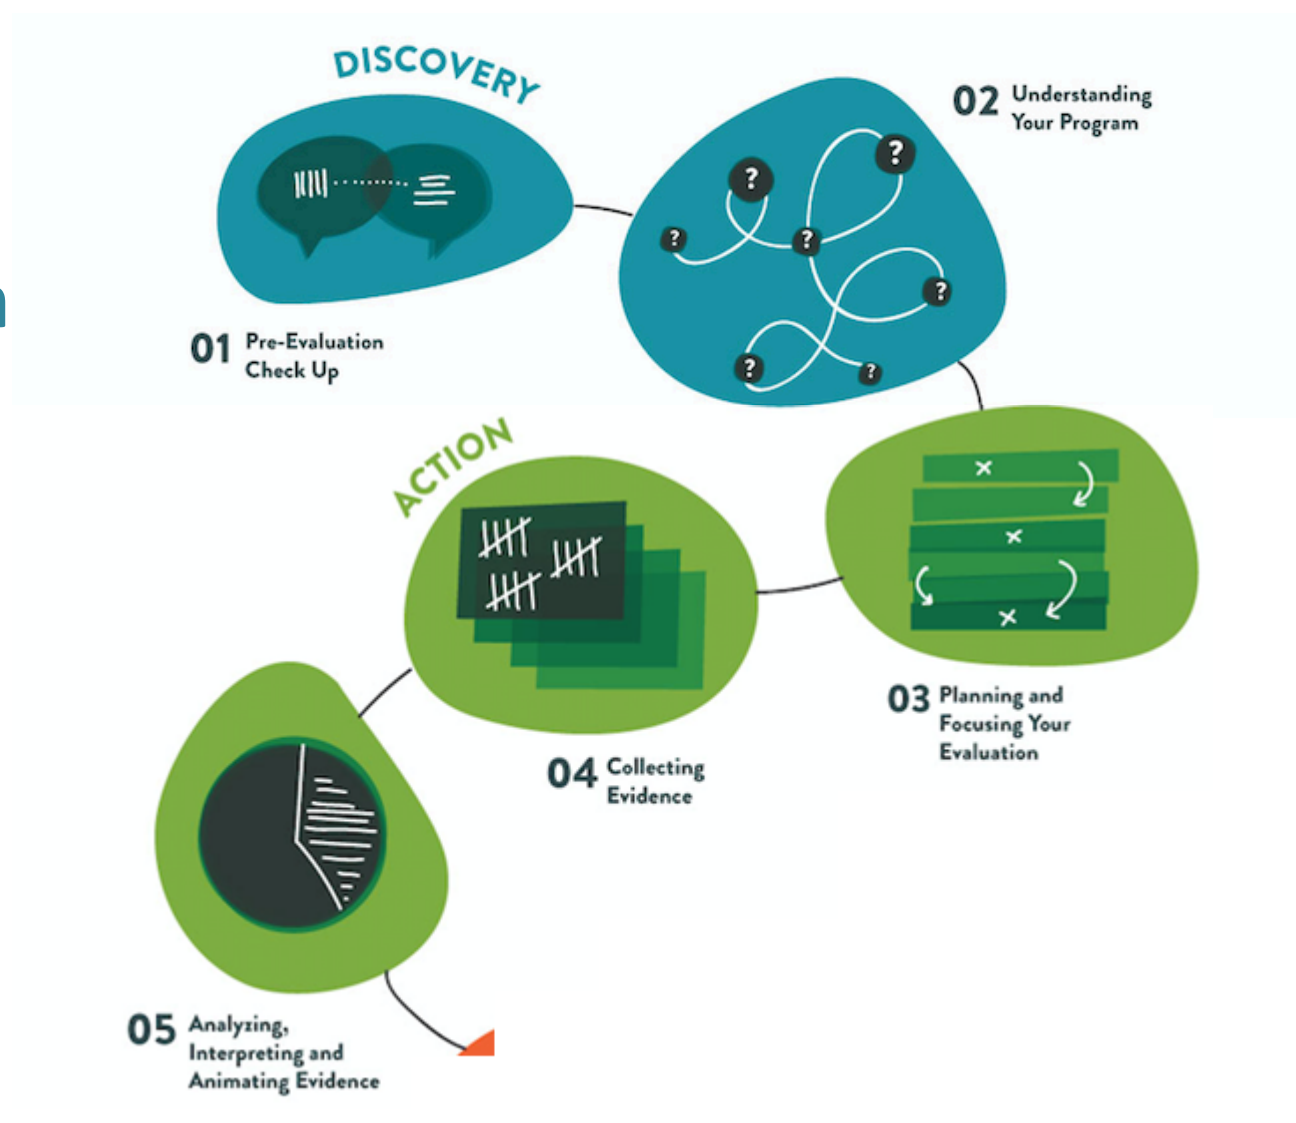 DISCOVERY
02 Understanding
Your Program
?
?
?
?
?
?
?
01 Pre-Evaluation
Check Up
ACTION
03 Planning and
Focusing Your
Evaluation
04 Collecting
Evidence
05 Analyzing,
Interpreting and
Animating Evidence